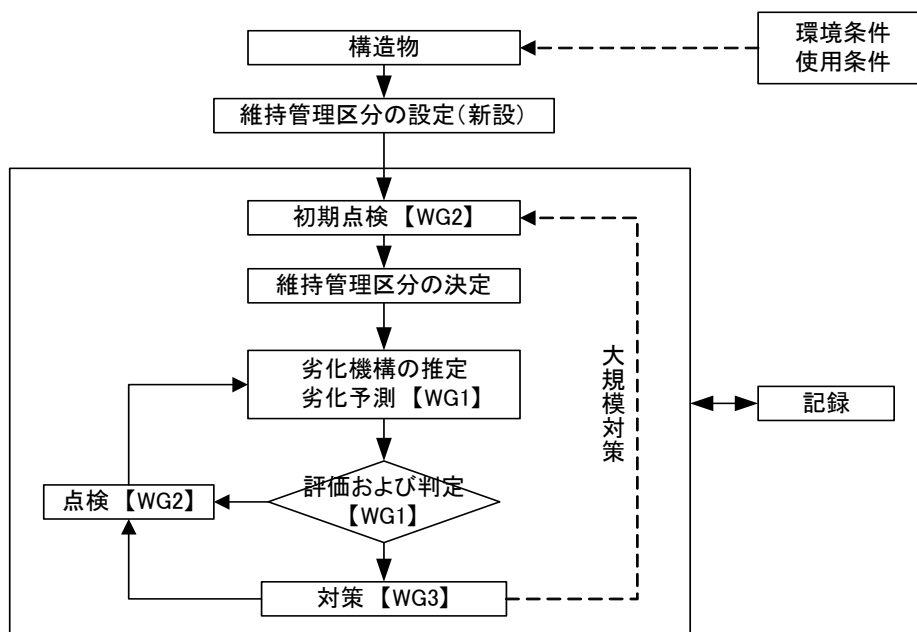 構造物
環境条件
使用条件
維持管理区分の設定(新設)
初期点検【WG2】
維持管理区分の決定
劣化機構の推定
劣化予測【WG1】
大規模対策
記録
評価および判定
【WG1】
点検【WG2】
対策【WG3】